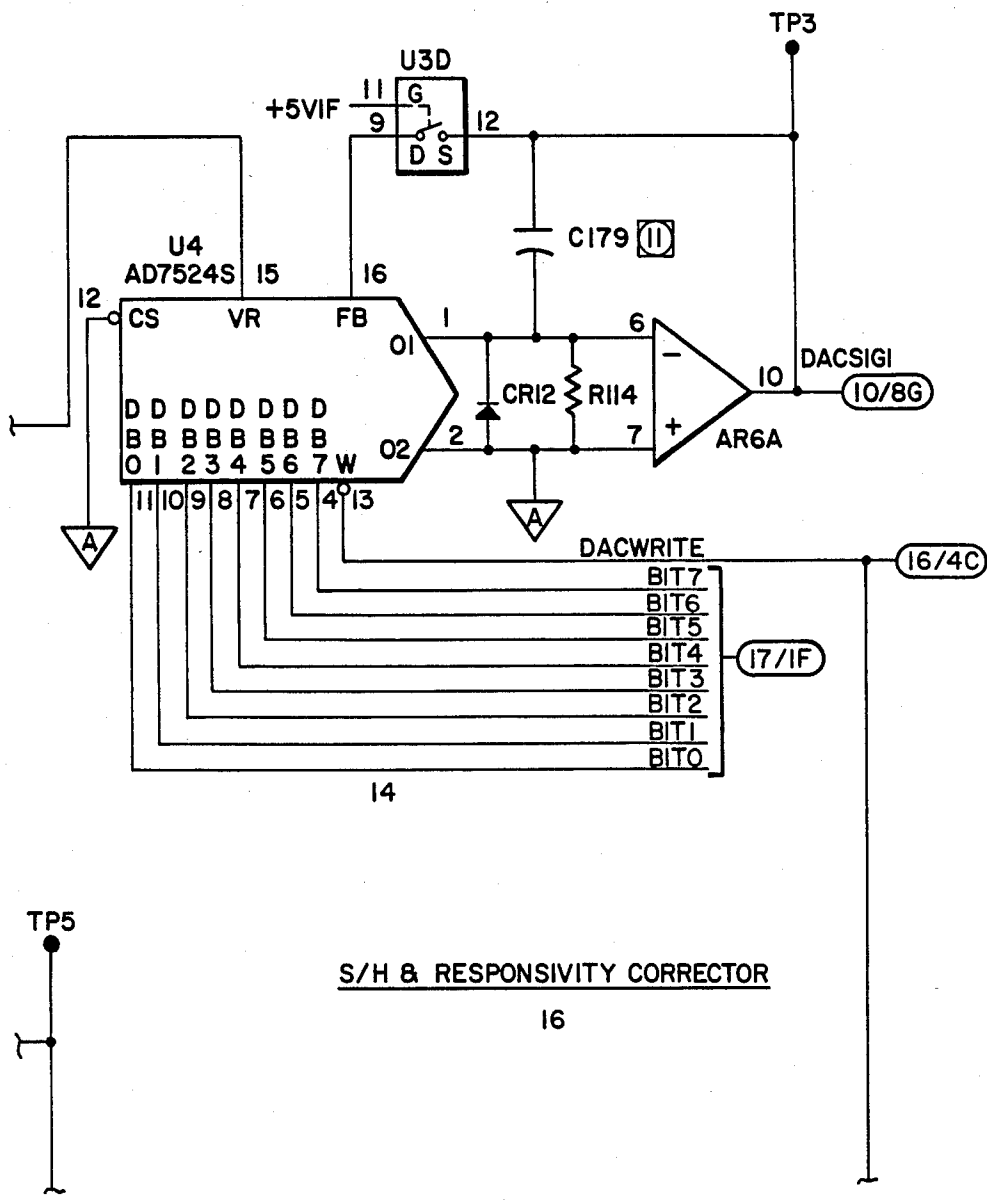 TP3
U3D
+5VIF
11
G
9
12
D S
C179 11
U4
AD7524S
15
16
12
CS
VR
FB
1
O1
6
−
DACSIG1
10
10/8G
CR12
R114
+
AR6A
7
2
O2
D D D D D D D D
B B B B B B B B
0 1 2 3 4 5 6 7 W
11 10 9 8 7 6 5 4 13
A
A
DACWRITE
16/4C
BIT7
BIT6
BIT5
BIT4
BIT3
BIT2
BIT1
BIT0
17/1F
14
TP5
S/H & RESPONSIVITY CORRECTOR
16